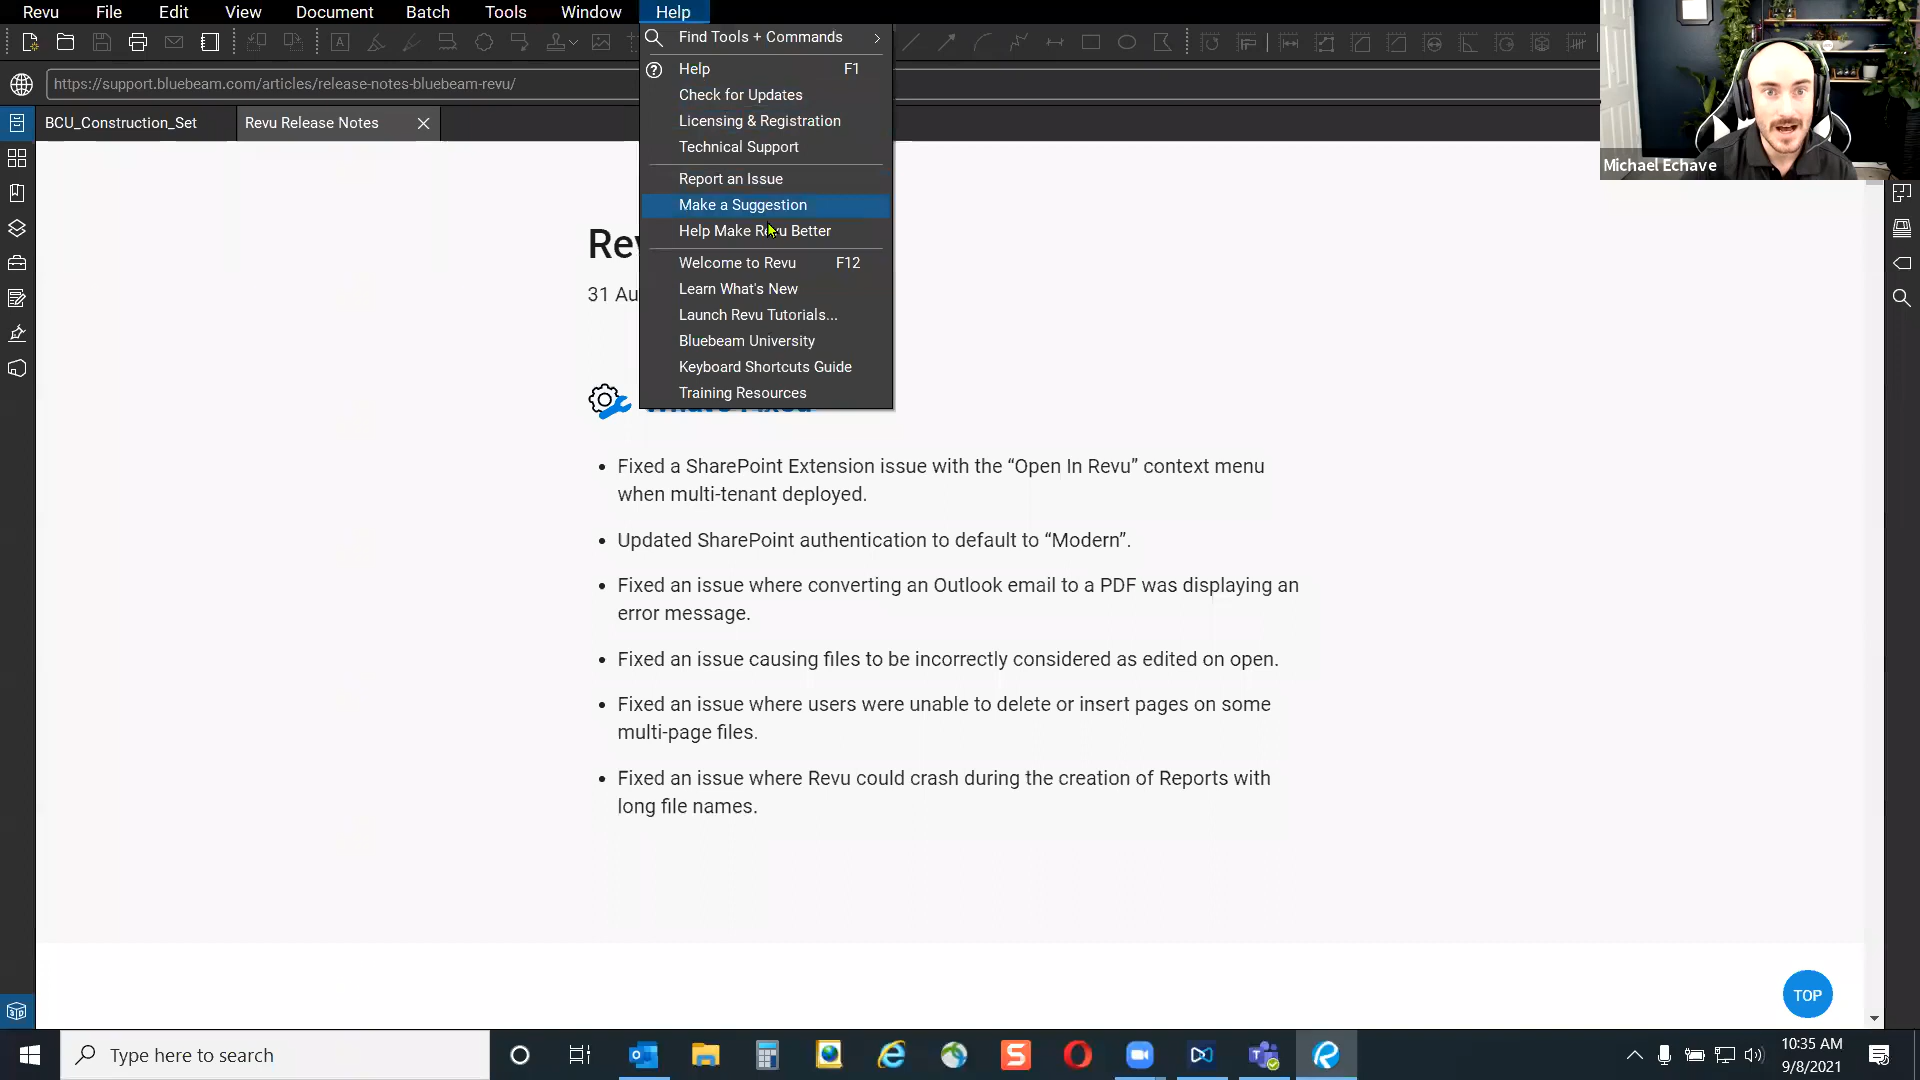 Revu File Edit View Document Batch Tools Window Help
Find Tools + Commands
https://support.bluebeam.com/articles/release-notes-bluebeam-revu/
Help F1
Check for Updates
BCU_Construction_Set
Revu Release Notes
Licensing & Registration
Technical Support
Report an Issue
Make a Suggestion
Help Make Revu Better
Welcome to Revu F12
Learn What's New
Launch Revu Tutorials...
Bluebeam University
Keyboard Shortcuts Guide
Training Resources
Michael Echave
Rev
31 Au
What's Fixed
• Fixed a SharePoint Extension issue with the “Open In Revu” context menu
when multi-tenant deployed.
• Updated SharePoint authentication to default to “Modern”.
• Fixed an issue where converting an Outlook email to a PDF was displaying an
error message.
• Fixed an issue causing files to be incorrectly considered as edited on open.
• Fixed an issue where users were unable to delete or insert pages on some
multi-page files.
• Fixed an issue where Revu could crash during the creation of Reports with
long file names.
TOP
Type here to search
10:35 AM
9/8/2021